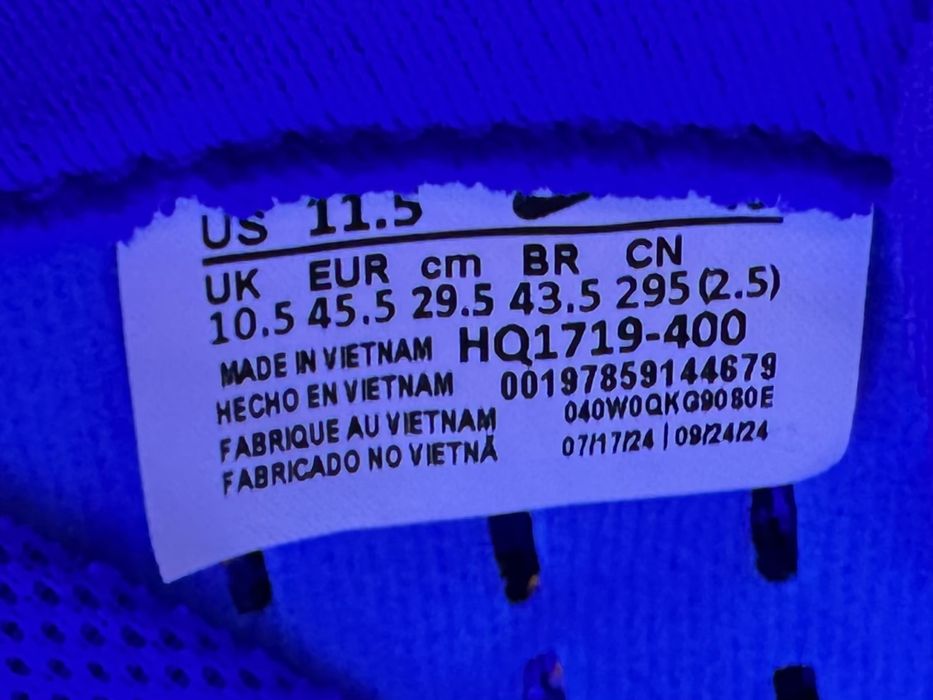 US 11.5
UK EUR cm BR CN
10.5 45.5 29.5 43.5 295(2.5)
MADE IN VIETNAM HQ1719-400
HECHO EN VIETNAM 00197859144679
FABRIQUE AU VIETNAM 040W0QKG9080E
FABRICADO NO VIETNÃ 07/17/24 | 09/24/24